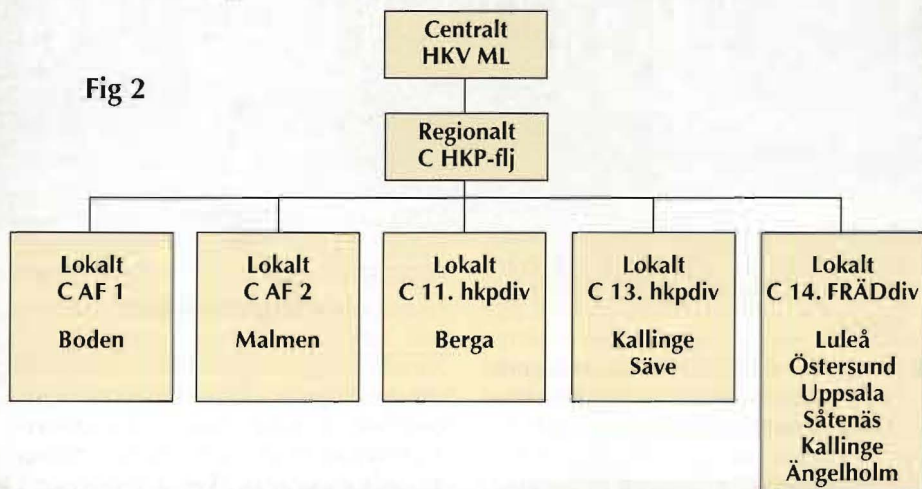 Fig 2
Centralt
HKV ML
Regionalt
C HKP-flj
Lokalt
C AF 1
Boden
Lokalt
C AF 2
Malmen
Lokalt
C 11. hkpdiv
Berga
Lokalt
C 13. hkpdiv
Kallinge
Säve
Lokalt
C 14. FRÄDdiv
Luleå
Östersund
Uppsala
Såtenäs
Kallinge
Ängelholm